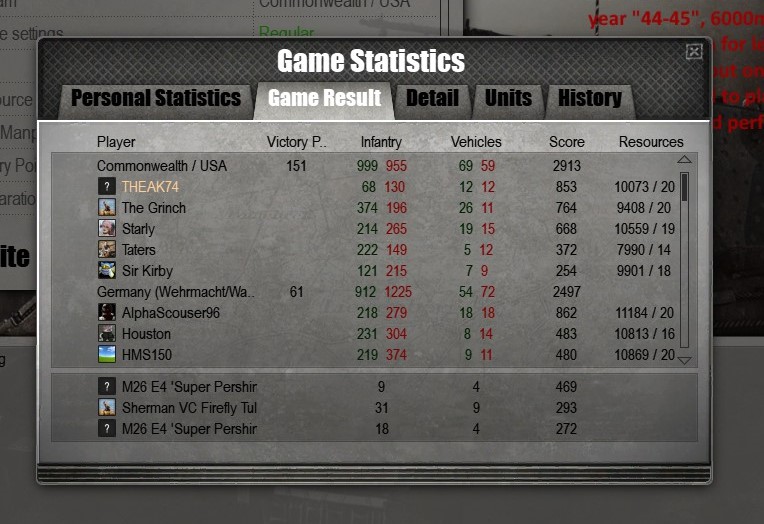 Commonwealth / USA
year "44-45", 6000m
e settings
Regular
Game Statistics
for
Personal Statistics Game Result Detail Units History
Player Victory P.. Infantry Vehicles Score Resources
Commonwealth / USA 151 999 955 69 59 2913
? THEAK74 68 130 12 12 853 10073 / 20
The Grinch 374 196 26 11 764 9408 / 20
Starly 214 265 19 15 668 10559 / 19
Taters 222 149 5 12 372 7990 / 14
Sir Kirby 121 215 7 9 254 9901 / 18
Germany (Wehrmacht/Wa.. 61 912 1225 54 72 2497
AlphaScouser96 218 279 18 18 862 11184 / 20
Houston 231 304 8 14 483 10813 / 16
HMS150 219 374 9 11 480 10869 / 20
? M26 E4 'Super Pershir 9 4 469
Sherman VC Firefly Tul 31 9 293
? M26 E4 'Super Pershir 18 4 272